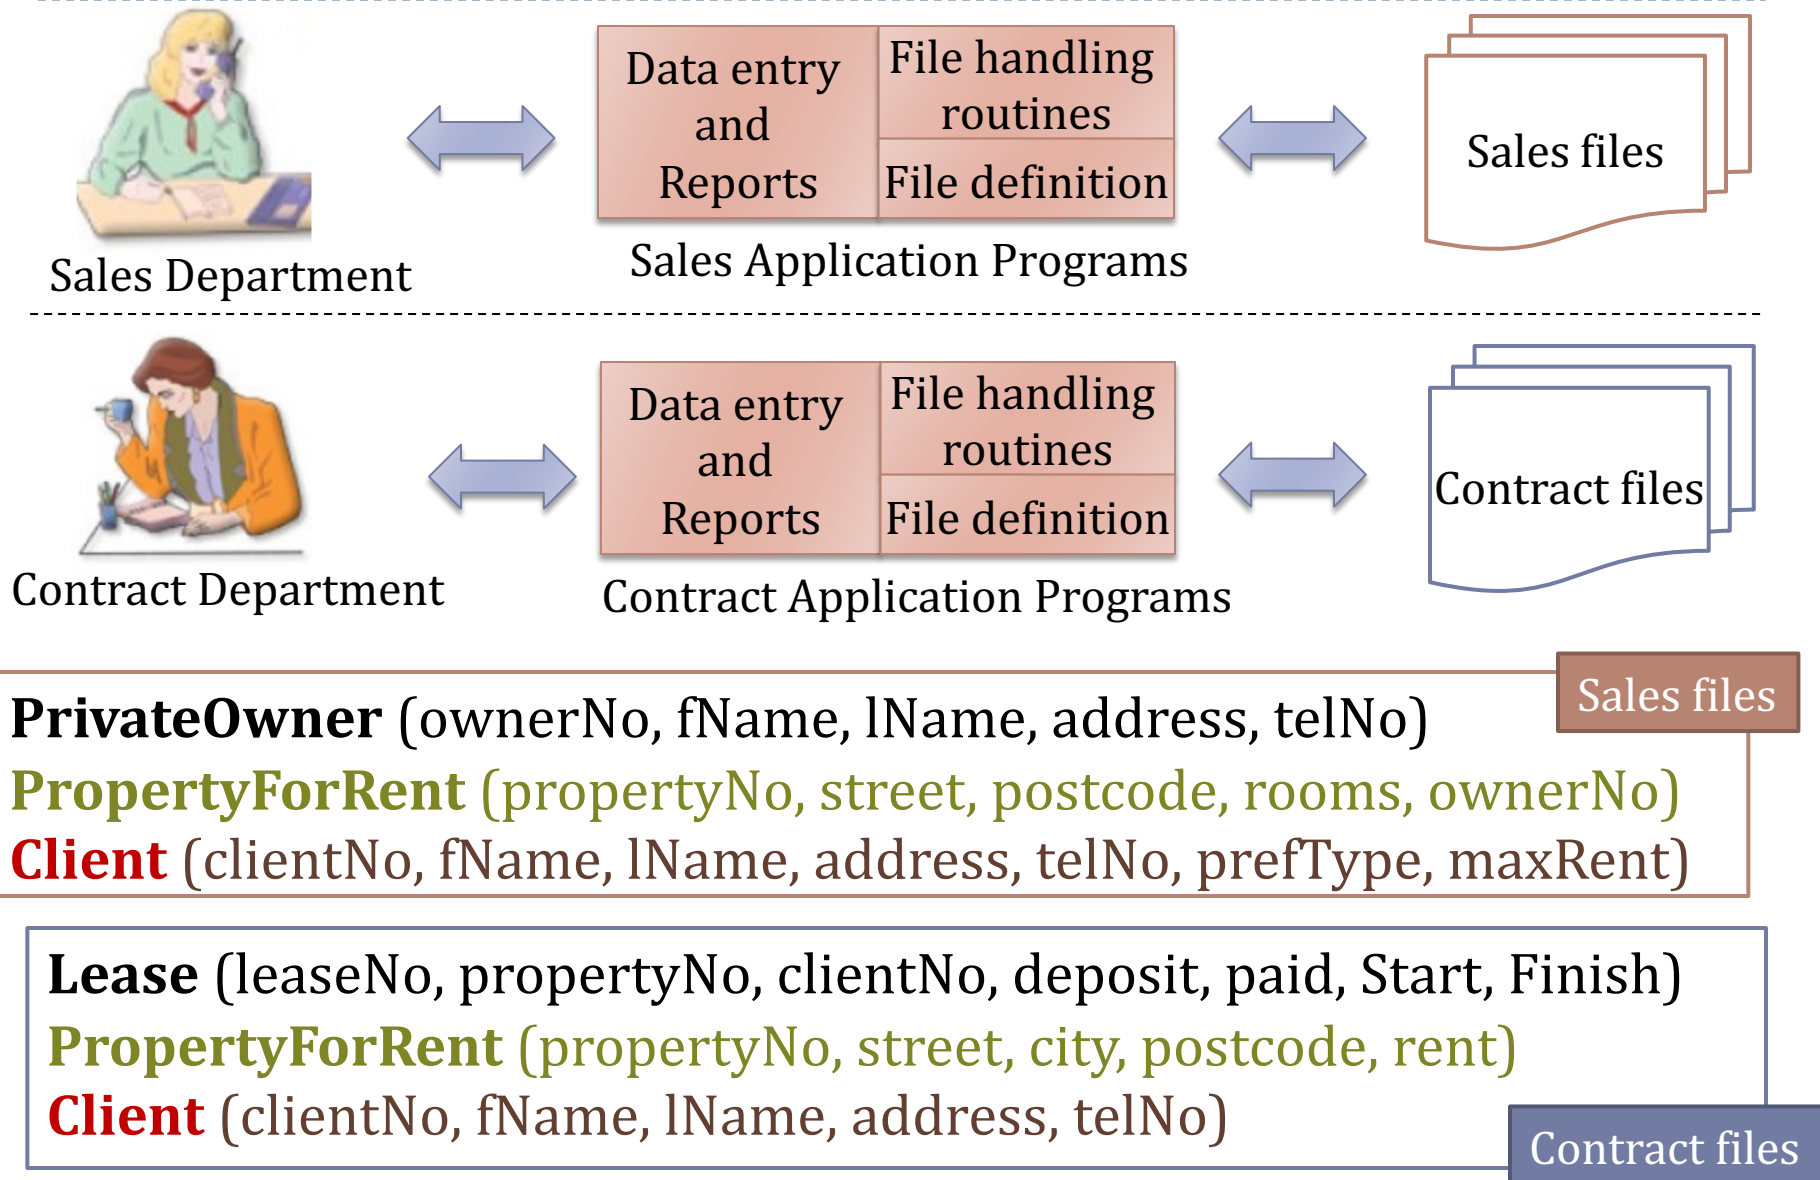 Data entry
and
Reports
File handling
routines
File definition
Sales files
Sales Department
Sales Application Programs
Data entry
and
Reports
File handling
routines
File definition
Contract files
Contract Department
Contract Application Programs
Sales files
PrivateOwner (ownerNo, fName, lName, address, telNo)
PropertyForRent (propertyNo, street, postcode, rooms, ownerNo)
Client (clientNo, fName, lName, address, telNo, prefType, maxRent)
Lease (leaseNo, propertyNo, clientNo, deposit, paid, Start, Finish)
PropertyForRent (propertyNo, street, city, postcode, rent)
Client (clientNo, fName, lName, address, telNo)
Contract files